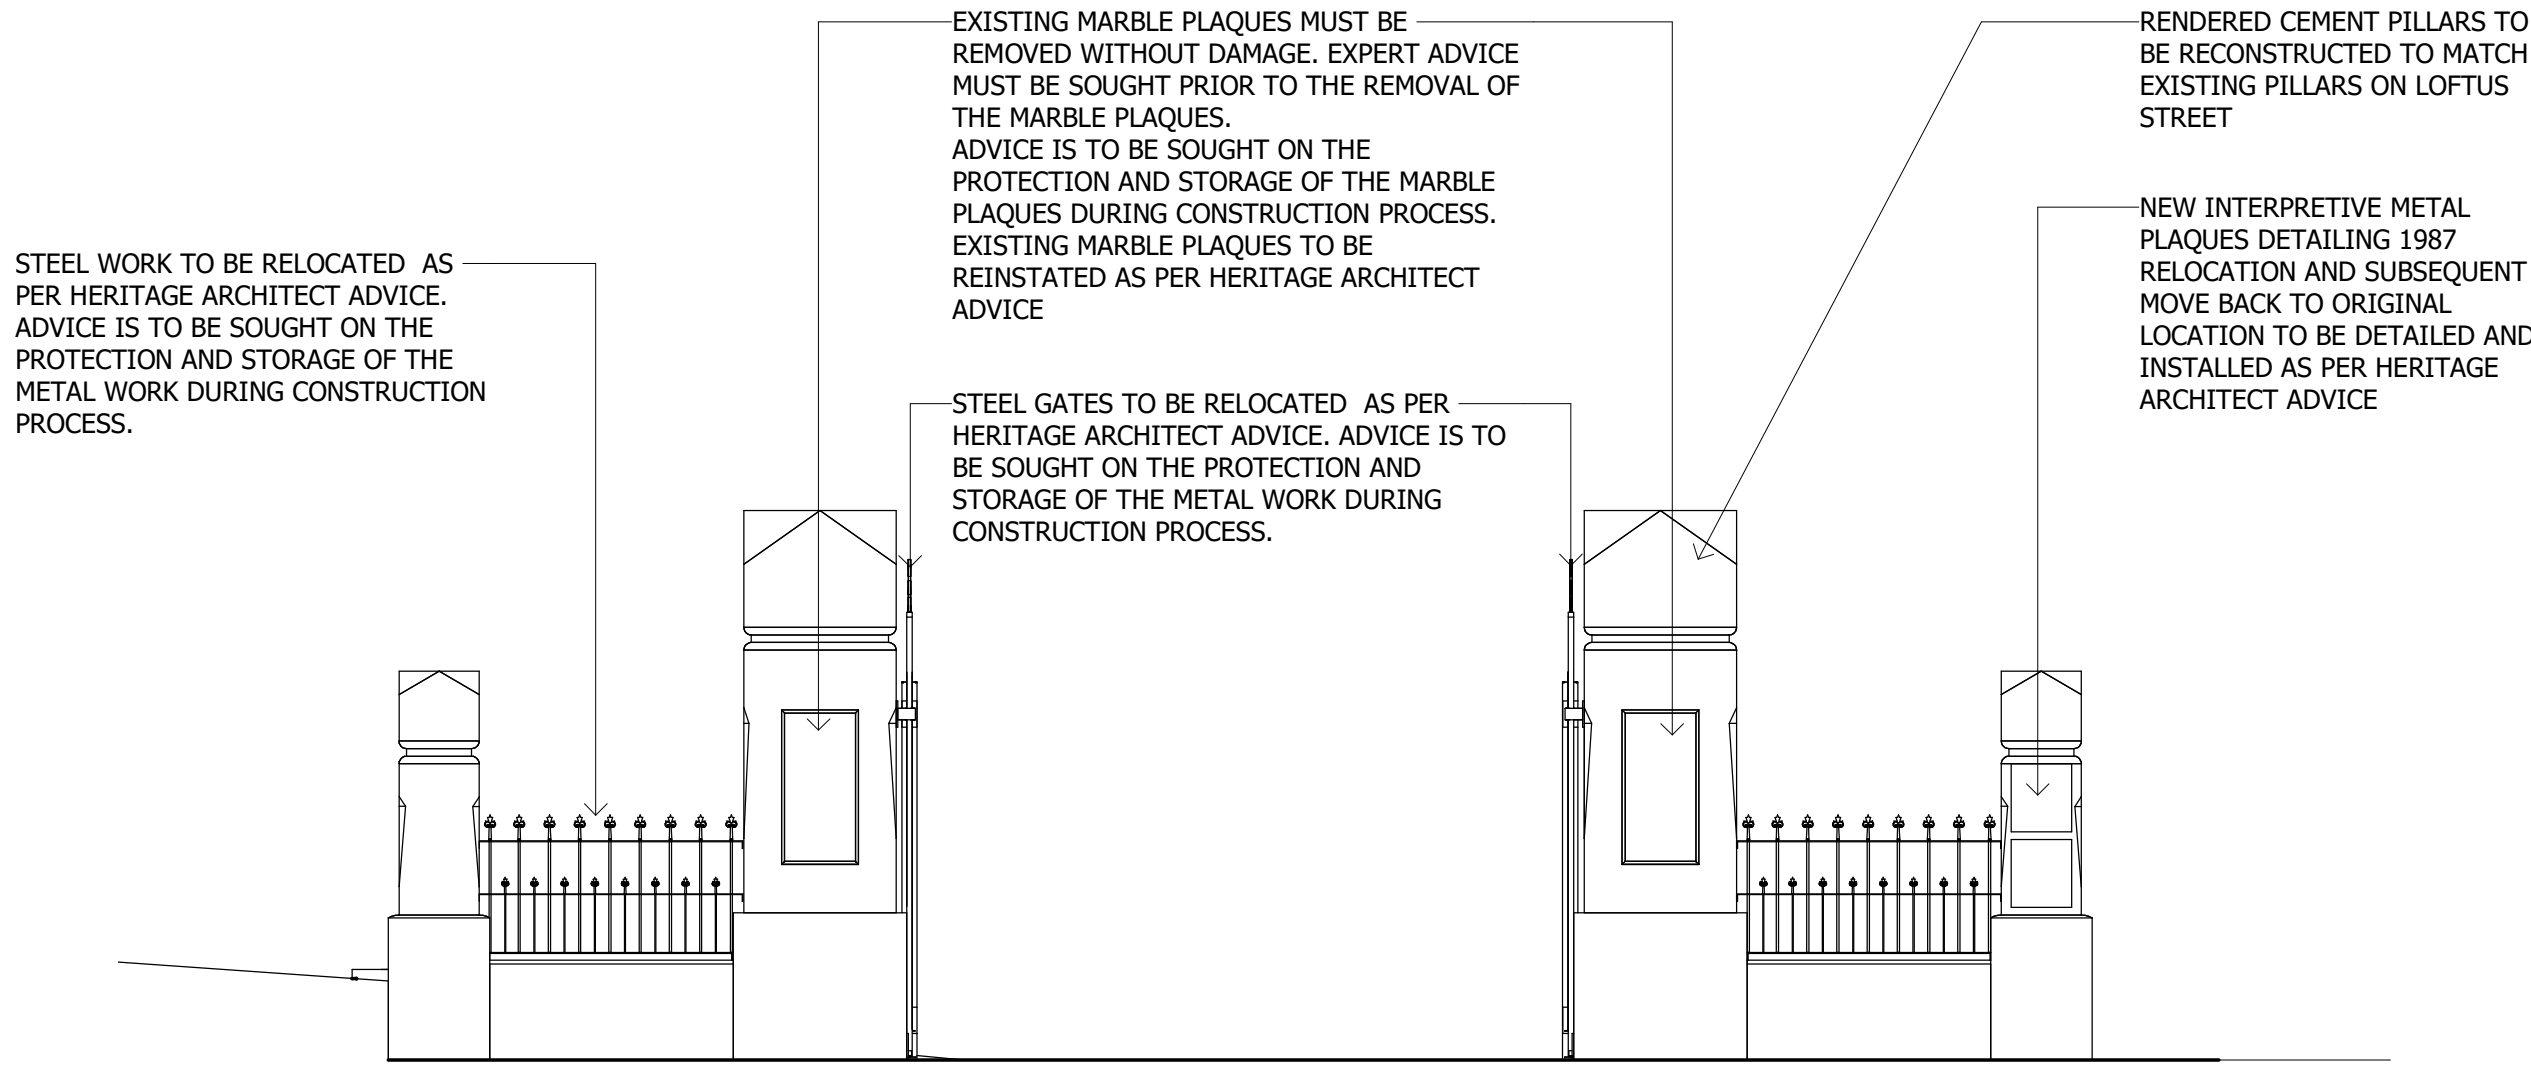 STEEL WORK TO BE RELOCATED  AS
PER HERITAGE ARCHITECT ADVICE.
ADVICE IS TO BE SOUGHT ON THE
PROTECTION AND STORAGE OF THE
METAL WORK DURING CONSTRUCTION
PROCESS.
EXISTING MARBLE PLAQUES MUST BE
REMOVED WITHOUT DAMAGE. EXPERT ADVICE
MUST BE SOUGHT PRIOR TO THE REMOVAL OF
THE MARBLE PLAQUES.
ADVICE IS TO BE SOUGHT ON THE
PROTECTION AND STORAGE OF THE MARBLE
PLAQUES DURING CONSTRUCTION PROCESS.
EXISTING MARBLE PLAQUES TO BE
REINSTATED AS PER HERITAGE ARCHITECT
ADVICE
STEEL GATES TO BE RELOCATED  AS PER
HERITAGE ARCHITECT ADVICE. ADVICE IS TO
BE SOUGHT ON THE PROTECTION AND
STORAGE OF THE METAL WORK DURING
CONSTRUCTION PROCESS.
RENDERED CEMENT PILLARS TO
BE RECONSTRUCTED TO MATCH
EXISTING PILLARS ON LOFTUS
STREET
NEW INTERPRETIVE METAL
PLAQUES DETAILING 1987
RELOCATION AND SUBSEQUENT
MOVE BACK TO ORIGINAL
LOCATION TO BE DETAILED AND
INSTALLED AS PER HERITAGE
ARCHITECT ADVICE